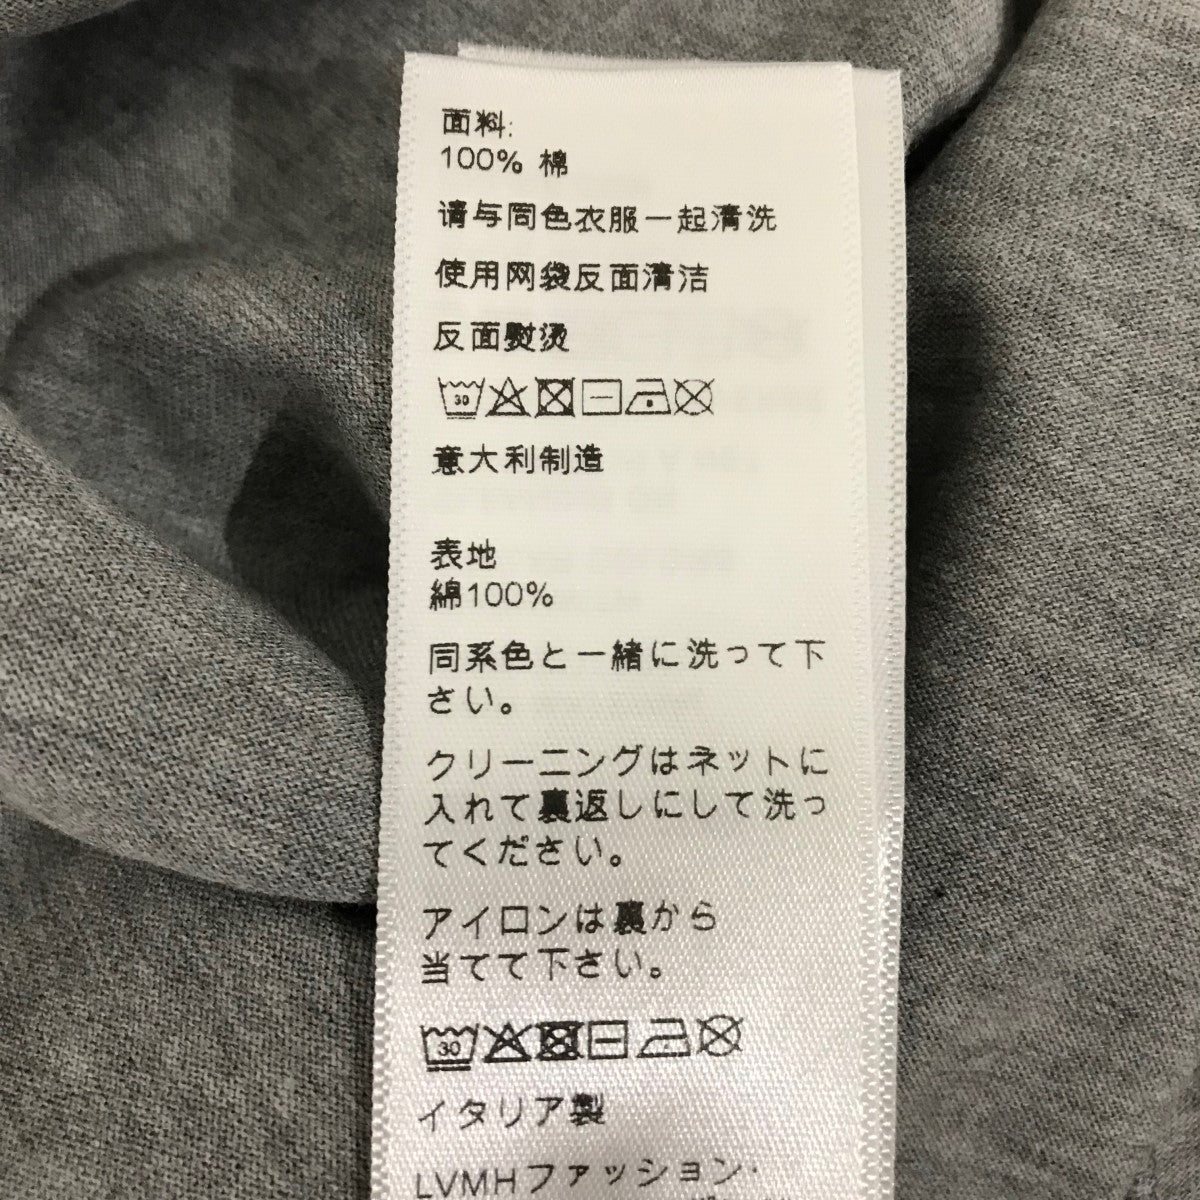 面料:
100% 棉
请与同色衣服一起清洗
使用网袋反面清洁
反面熨烫
30
意大利制造
表地
綿100%
同系色と一緒に洗って下
さい。
クリーニングはネットに
入れて裏返しにして洗っ
てください。
アイロンは裏から
当てて下さい。
30
イタリア製
LVMHファッション·